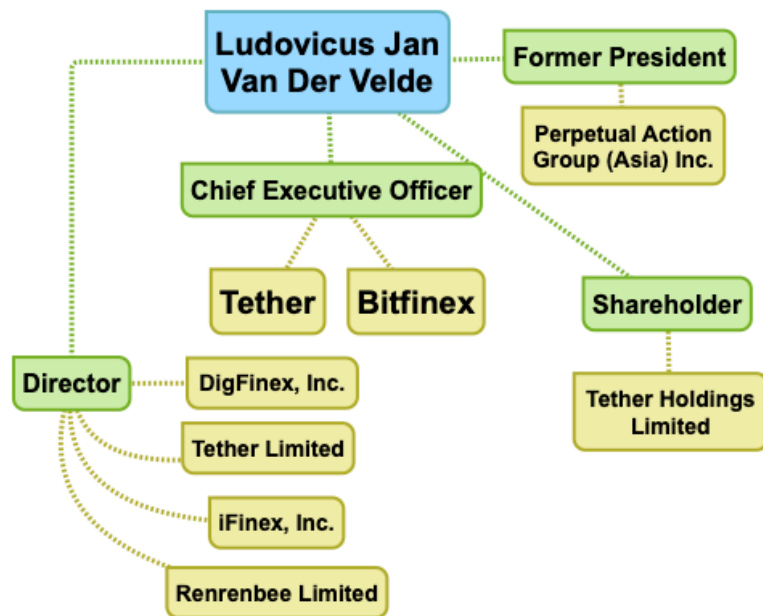 Ludovicus Jan
Van Der Velde
Former President
Perpetual Action
Group (Asia) Inc.
Chief Executive Officer
Tether
Bitfinex
Shareholder
Tether Holdings
Limited
Director
DigFinex, Inc.
Tether Limited
iFinex, Inc.
Renrenbee Limited